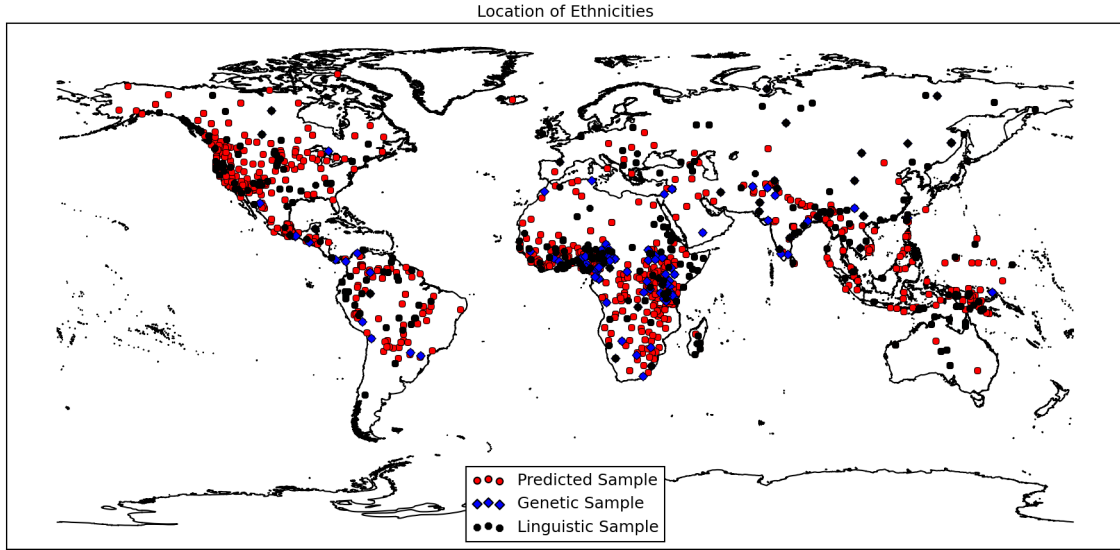 Location of Ethnicities
Predicted Sample
Genetic Sample
Linguistic Sample